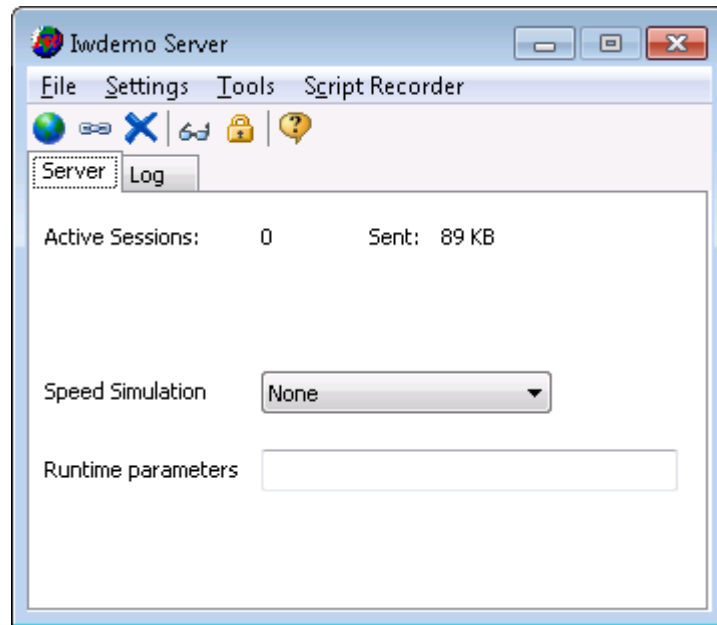 Iwdemo Server
File Settings Tools Script Recorder
Server Log
Active Sessions: 0 Sent: 89 KB
Speed Simulation None
Runtime parameters